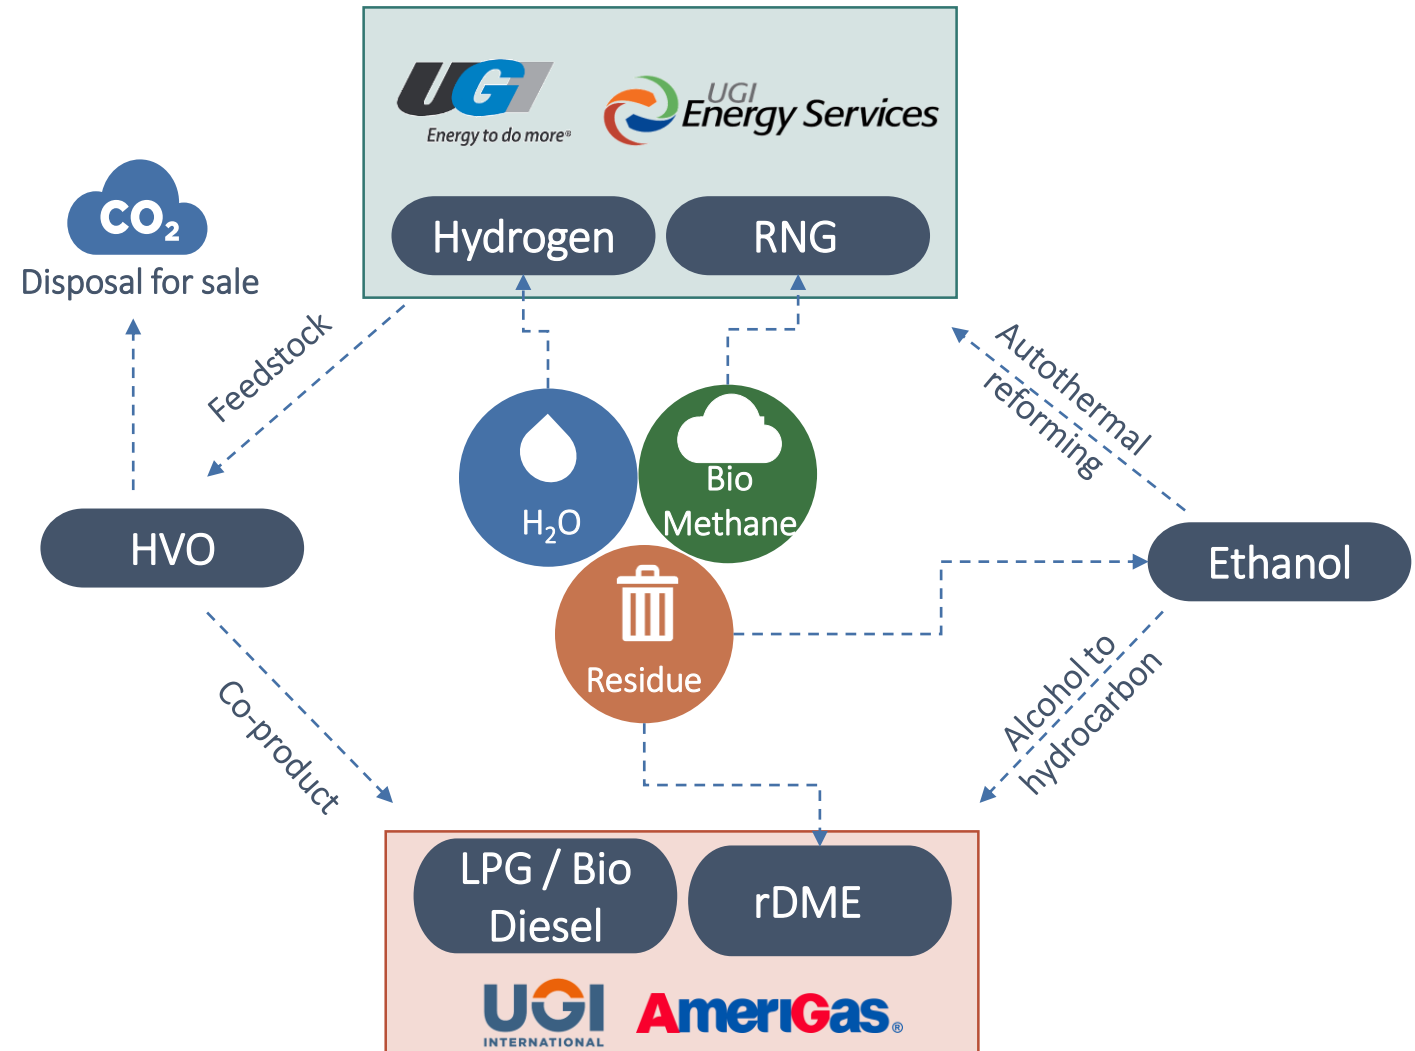 UGI
Energy to do more®
UGI
Energy Services
Hydrogen
RNG
CO₂
Disposal for sale
Feedstock
Autothermal
reforming
H₂O
Bio
Methane
HVO
Ethanol
Residue
Co-product
Alcohol to
hydrocarbon
LPG / Bio
Diesel
rDME
UGI
INTERNATIONAL
AmeriGas®